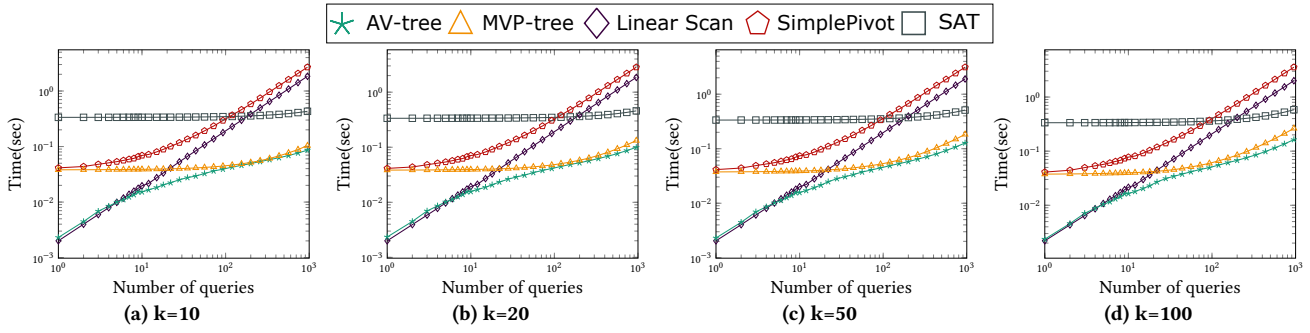 AV-tree MVP-tree Linear Scan SimplePivot SAT
Time(sec)
10^0
10^-1
10^-2
10^-3
10^0 10^1 10^2 10^3
Number of queries
(a) k=10
Time(sec)
10^0
10^-1
10^-2
10^-3
10^0 10^1 10^2 10^3
Number of queries
(b) k=20
Time(sec)
10^0
10^-1
10^-2
10^-3
10^0 10^1 10^2 10^3
Number of queries
(c) k=50
Time(sec)
10^0
10^-1
10^-2
10^0 10^1 10^2 10^3
Number of queries
(d) k=100